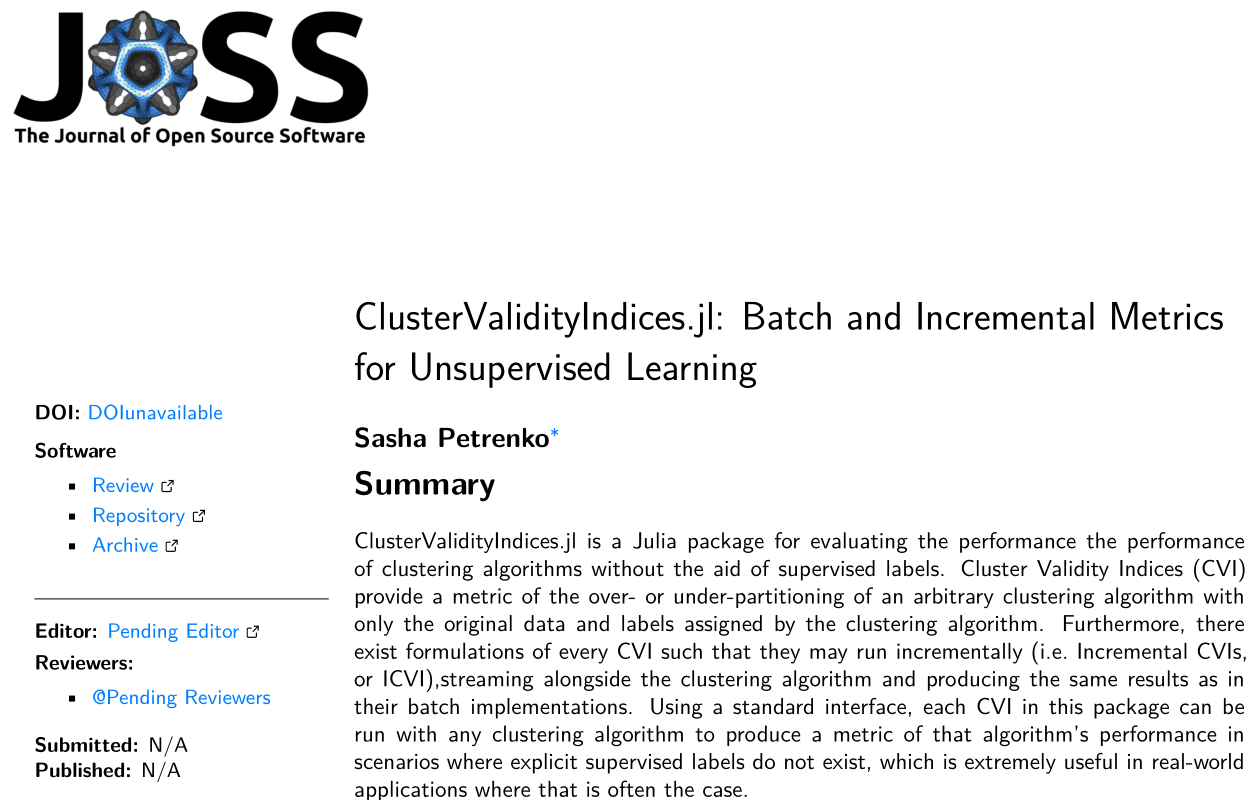 JOSS
The Journal of Open Source Software
ClusterValidityIndices.jl: Batch and Incremental Metrics
for Unsupervised Learning
DOI: DOIunavailable
Software
▪ Review
▪ Repository
▪ Archive
Editor: Pending Editor
Reviewers:
▪ @Pending Reviewers
Submitted: N/A
Published: N/A
Sasha Petrenko*
Summary
ClusterValidityIndices.jl is a Julia package for evaluating the performance the performance
of clustering algorithms without the aid of supervised labels. Cluster Validity Indices (CVI)
provide a metric of the over- or under-partitioning of an arbitrary clustering algorithm with
only the original data and labels assigned by the clustering algorithm. Furthermore, there
exist formulations of every CVI such that they may run incrementally (i.e. Incremental CVIs,
or ICVI),streaming alongside the clustering algorithm and producing the same results as in
their batch implementations. Using a standard interface, each CVI in this package can be
run with any clustering algorithm to produce a metric of that algorithm's performance in
scenarios where explicit supervised labels do not exist, which is extremely useful in real-world
applications where that is often the case.